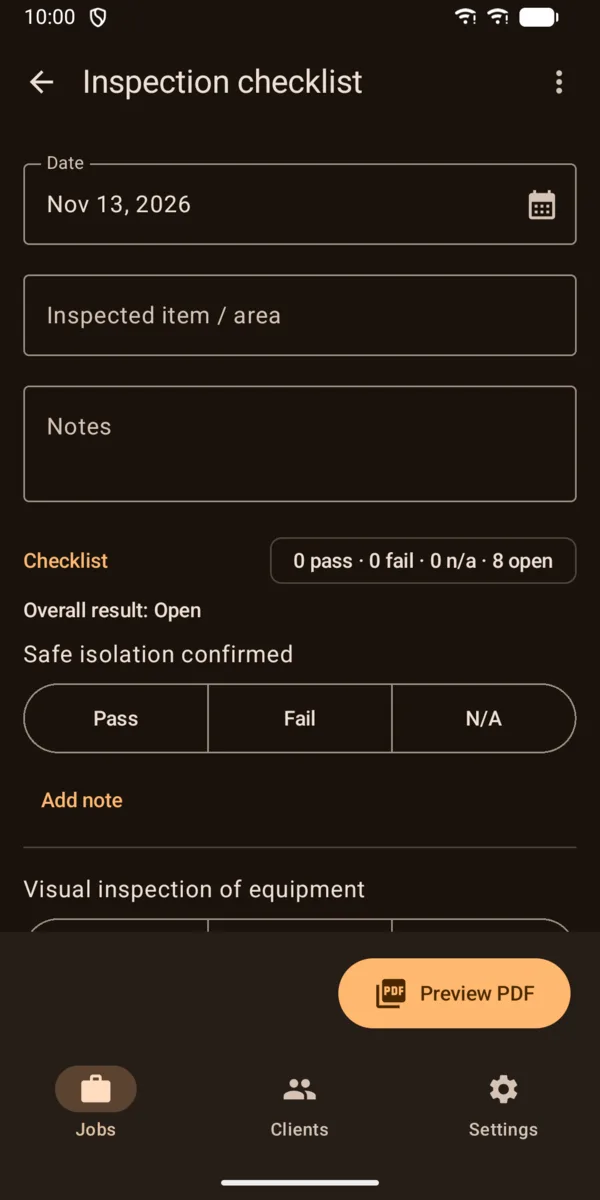 10:00
Inspection checklist
Date
Nov 13, 2026
Inspected item / area
Notes
Checklist
0 pass · 0 fail · 0 n/a · 8 open
Overall result: Open
Safe isolation confirmed
Pass Fail N/A
Add note
Visual inspection of equipment
PDF Preview PDF
Jobs Clients Settings